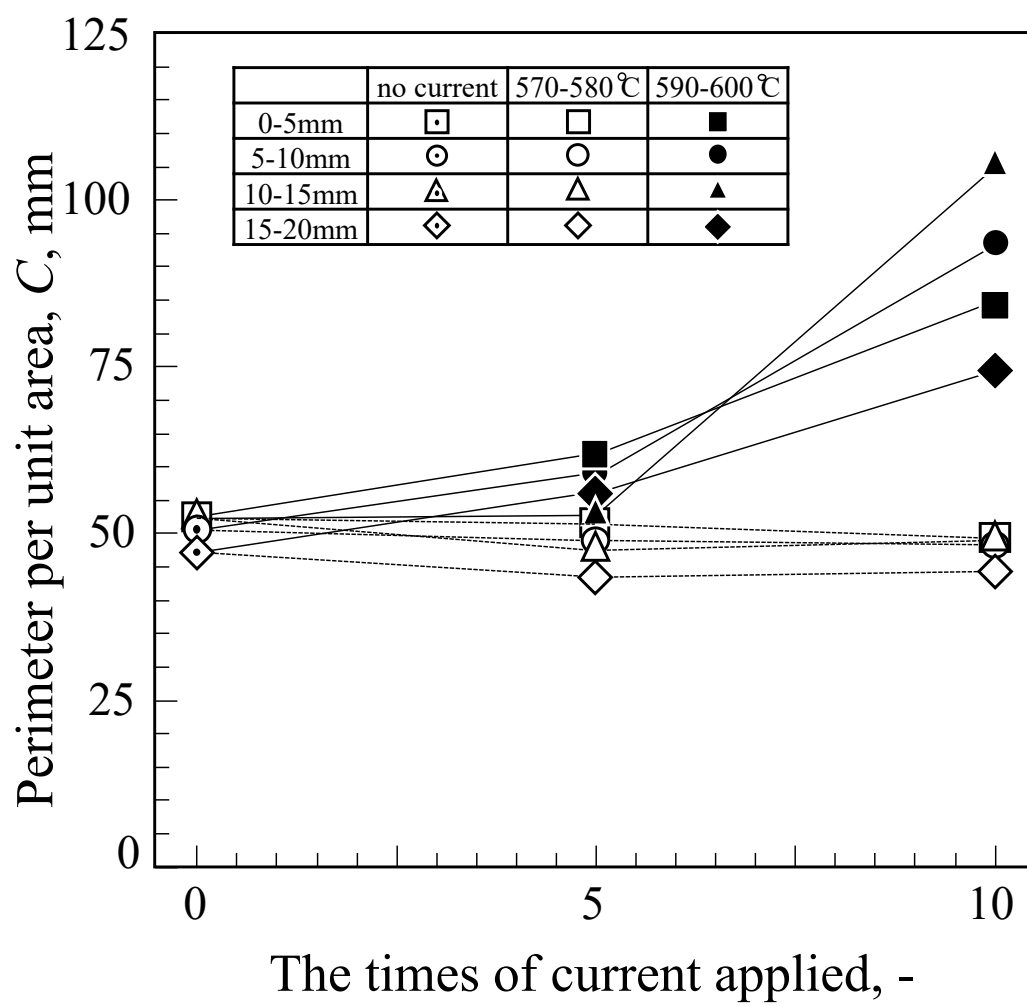 125
100
75
50
25
0
Perimeter per unit area, C, mm
no current 570-580℃ 590-600℃
0-5mm
5-10mm
10-15mm
15-20mm
0 5 10
The times of current applied, -